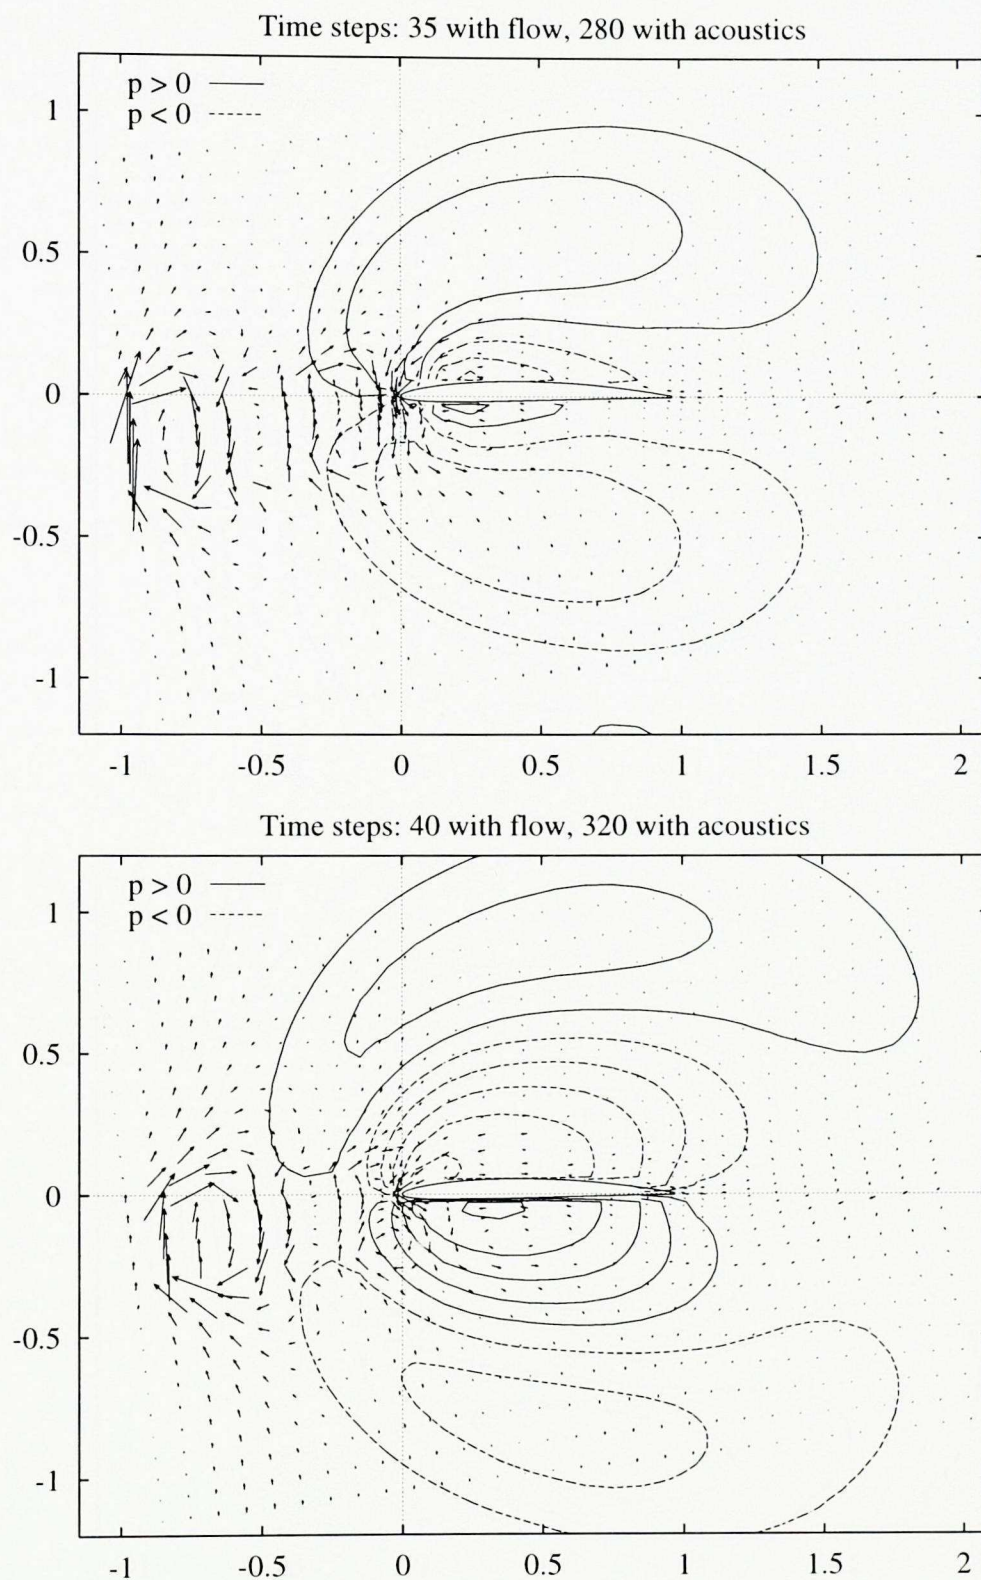 Time steps: 35 with flow, 280 with acoustics
p > 0
p < 0
1
0.5
0
-0.5
-1
-1 -0.5 0 0.5 1 1.5 2
Time steps: 40 with flow, 320 with acoustics
p > 0
p < 0
1
0.5
0
-0.5
-1
-1 -0.5 0 0.5 1 1.5 2